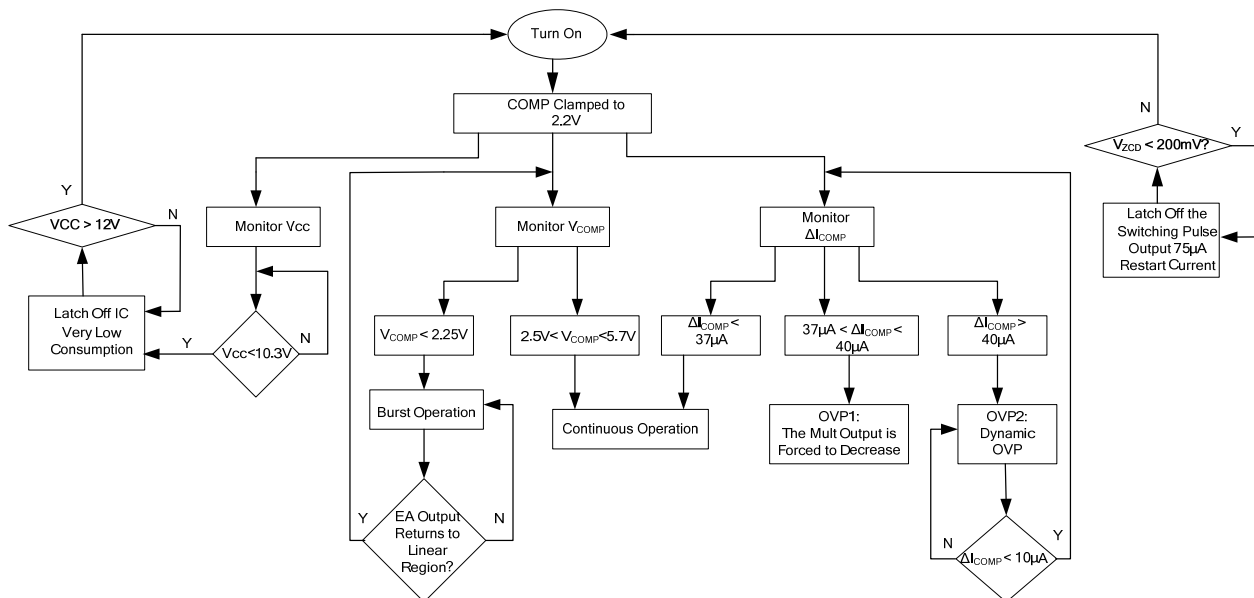 Turn On
COMP Clamped to
2.2V
Y
VCC > 12V
N
Latch Off IC
Very Low
Consumption
Monitor Vcc
Vcc<10.3V
Y
N
Monitor VCOMP
VCOMP < 2.25V
2.5V< VCOMP<5.7V
Burst Operation
Continuous Operation
EA Output
Returns to
Linear
Region?
Y
N
Monitor
ΔICOMP
ΔICOMP <
37µA
37µA < ΔICOMP <
40µA
ΔICOMP>
40µA
OVP1:
The Mult Output is
Forced to Decrease
OVP2:
Dynamic
OVP
ΔICOMP < 10µA
N
Y
N
VZCD < 200mV?
Y
Latch Off the
Switching Pulse
Output 75µA
Restart Current